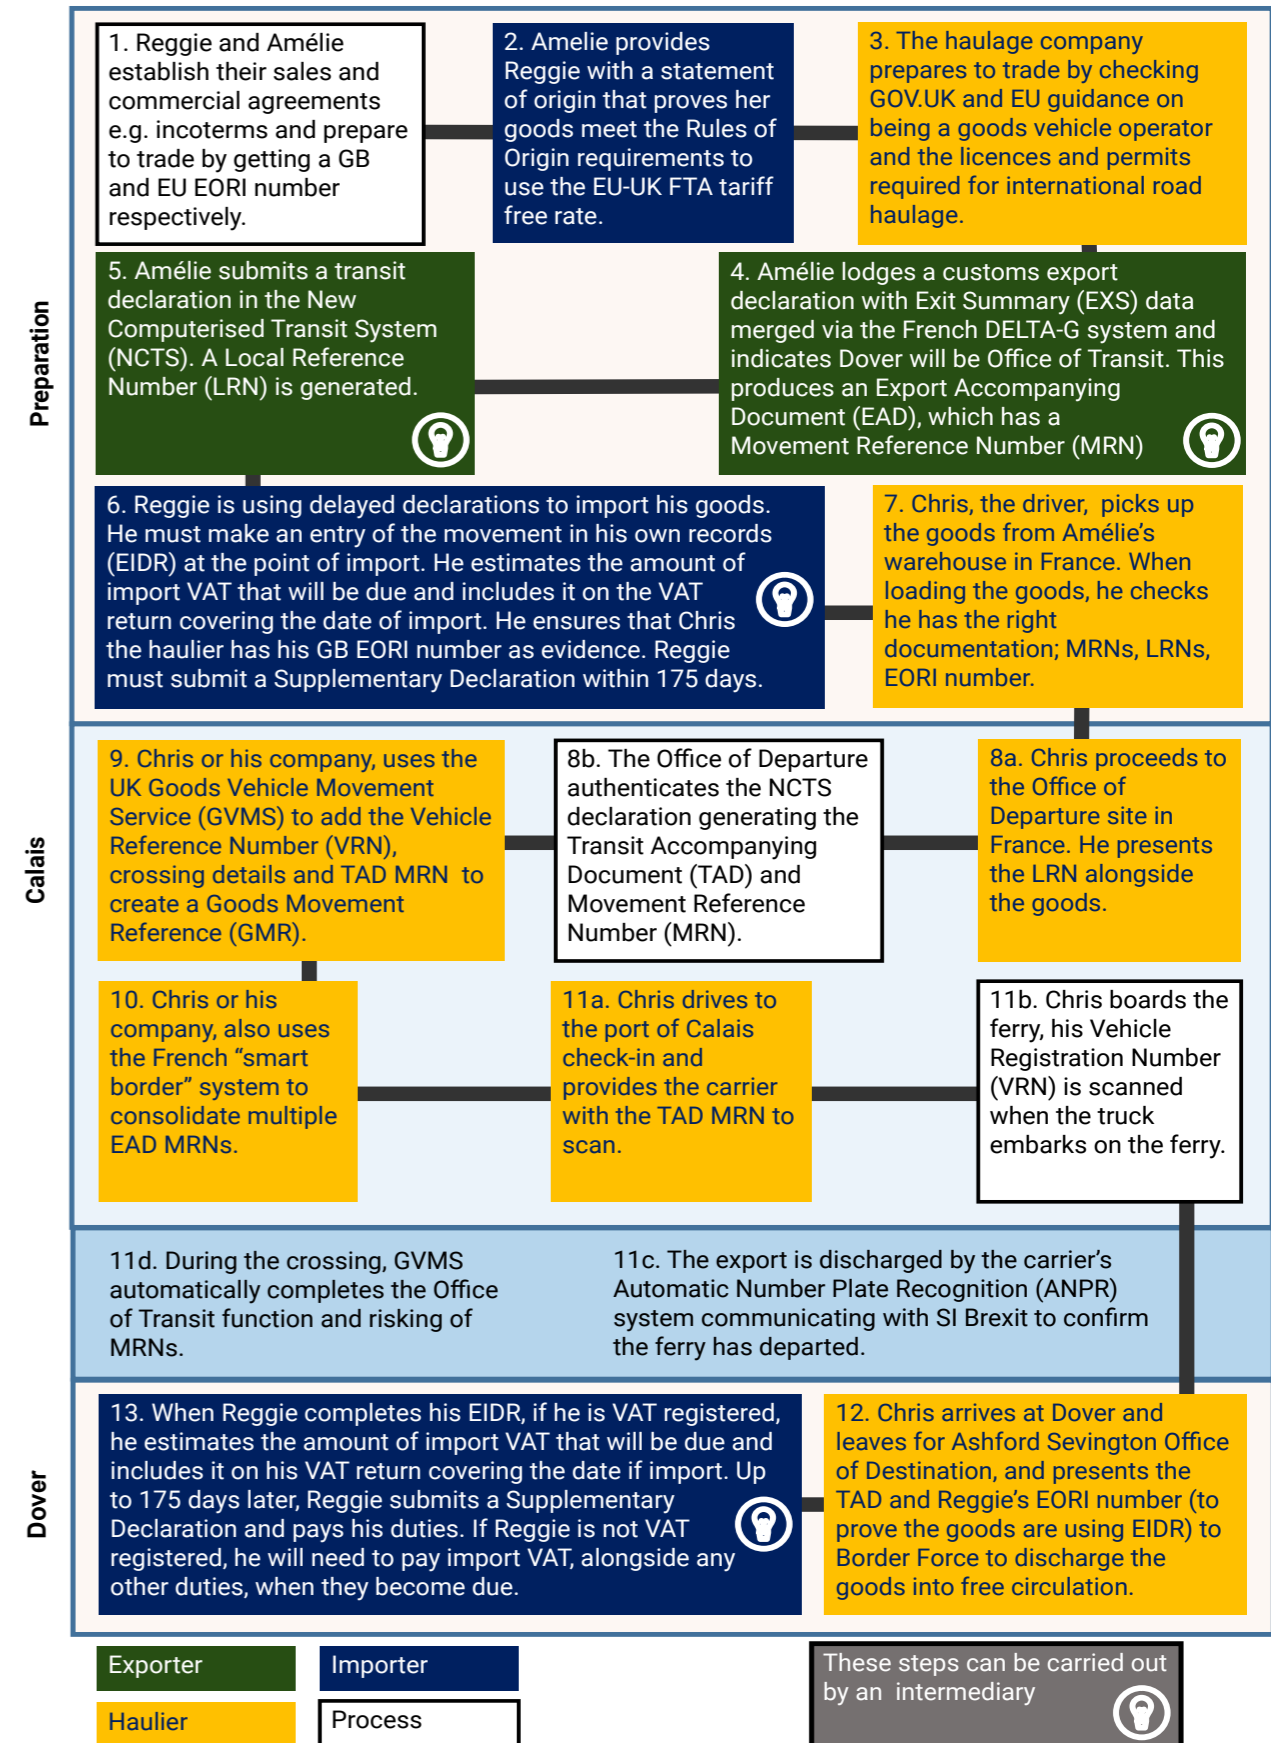 Preparation
1. Reggie and Amélie
establish their sales and
commercial agreements
e.g. incoterms and prepare
to trade by getting a GB
and EU EORI number
respectively.
2. Amelie provides
Reggie with a statement
of origin that proves her
goods meet the Rules of
Origin requirements to
use the EU-UK FTA tariff
free rate.
3. The haulage company
prepares to trade by checking
GOV.UK and EU guidance on
being a goods vehicle operator
and the licences and permits
required for international road
haulage.
4. Amélie lodges a customs export
declaration with Exit Summary (EXS) data
merged via the French DELTA-G system and
indicates Dover will be Office of Transit. This
produces an Export Accompanying
Document (EAD), which has a
Movement Reference Number (MRN)
5. Amélie submits a transit
declaration in the New
Computerised Transit System
(NCTS). A Local Reference
Number (LRN) is generated.
6. Reggie is using delayed declarations to import his goods.
He must make an entry of the movement in his own records
(EIDR) at the point of import. He estimates the amount of
import VAT that will be due and includes it on the VAT
return covering the date of import. He ensures that Chris
the haulier has his GB EORI number as evidence. Reggie
must submit a Supplementary Declaration within 175 days.
7. Chris, the driver, picks up
the goods from Amélie's
warehouse in France. When
loading the goods, he checks
he has the right
documentation; MRNs, LRNs,
EORI number.
Calais
8a. Chris proceeds to
the Office of
Departure site in
France. He presents
the LRN alongside
the goods.
8b. The Office of Departure
authenticates the NCTS
declaration generating the
Transit Accompanying
Document (TAD) and
Movement Reference
Number (MRN).
9. Chris or his company, uses the
UK Goods Vehicle Movement
Service (GVMS) to add the Vehicle
Reference Number (VRN),
crossing details and TAD MRN to
create a Goods Movement
Reference (GMR).
10. Chris or his
company, also uses
the French “smart
border” system to
consolidate multiple
EAD MRNs.
11a. Chris drives to
the port of Calais
check-in and
provides the carrier
with the TAD MRN to
scan.
11b. Chris boards the
ferry, his Vehicle
Registration Number
(VRN) is scanned
when the truck
embarks on the ferry.
11c. The export is discharged by the carrier's
Automatic Number Plate Recognition (ANPR)
system communicating with SI Brexit to confirm
the ferry has departed.
11d. During the crossing, GVMS
automatically completes the Office
of Transit function and risking of
MRNs.
Dover
12. Chris arrives at Dover and
leaves for Ashford Sevington Office
of Destination, and presents the
TAD and Reggie's EORI number (to
prove the goods are using EIDR) to
Border Force to discharge the
goods into free circulation.
13. When Reggie completes his EIDR, if he is VAT registered,
he estimates the amount of import VAT that will be due and
includes it on his VAT return covering the date if import. Up
to 175 days later, Reggie submits a Supplementary
Declaration and pays his duties. If Reggie is not VAT
registered, he will need to pay import VAT, alongside any
other duties, when they become due.
Exporter
Importer
Haulier
Process
These steps can be carried out
by an intermediary